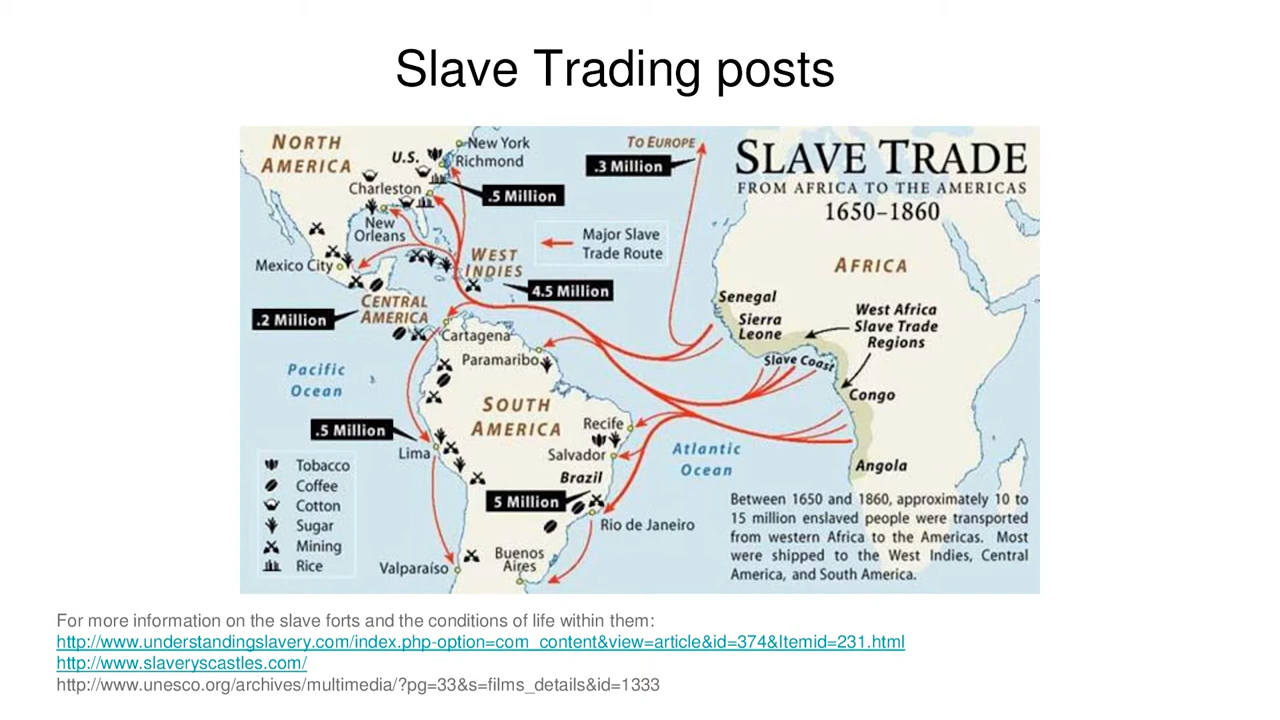 Slave Trading posts
NORTH
AMERICA
U.S.
New York
Richmond
Charleston
.5 Million
New
Orleans
Mexico City
WEST
INDIES
4.5 Million
CENTRAL
AMERICA
.2 Million
TO EUROPE
.3 Million
Major Slave
Trade Route
SLAVE TRADE
FROM AFRICA TO THE AMERICAS
1650–1860
AFRICA
Senegal
Sierra
Leone
West Africa
Slave Trade
Regions
Slave Coast
Congo
Angola
Cartagena
Paramaribo
Pacific
Ocean
SOUTH
AMERICA
Recife
Salvador
Brazil
.5 Million
Lima
5 Million
Rio de Janeiro
Atlantic
Ocean
Buenos
Aires
Valparaíso
Tobacco
Coffee
Cotton
Sugar
Mining
Rice
Between 1650 and 1860, approximately 10 to
15 million enslaved people were transported
from western Africa to the Americas. Most
were shipped to the West Indies, Central
America, and South America.
For more information on the slave forts and the conditions of life within them:
http://www.understandingslavery.com/index.php-option=com_content&view=article&id=374&Itemid=231.html
http://www.slaveryscastles.com/
http://www.unesco.org/archives/multimedia/?pg=33&s=films_details&id=1333